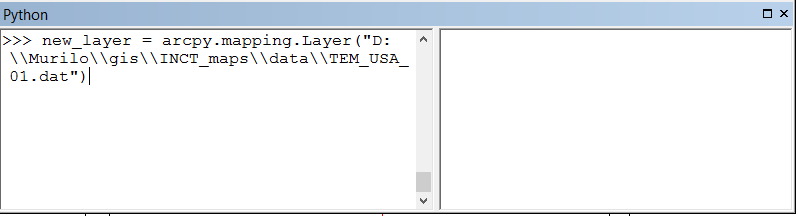 Python
>>> new_layer = arcpy.mapping.Layer("D:
\\Murilo\\gis\\INCT_maps\\data\\TEM_USA_
01.dat")